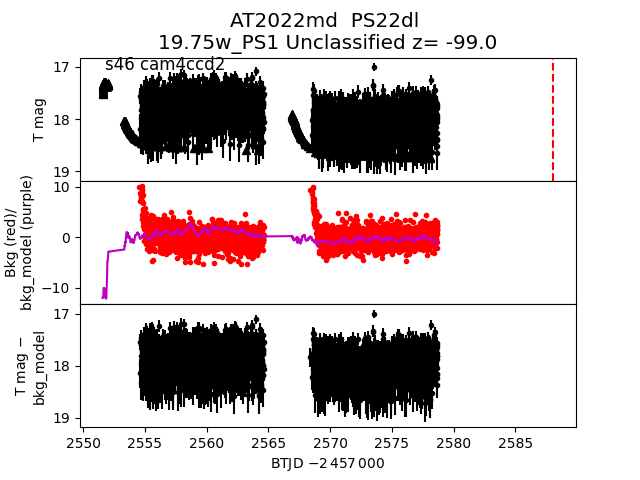 AT2022md PS22dl
19.75w_PS1 Unclassified z= -99.0
s46 cam4ccd2
17
18
19
T mag
10
0
−10
Bkg (red)/
bkg_model (purple)
17
18
19
T mag −
bkg_model
2550 2555 2560 2565 2570 2575 2580 2585
BTJD −2 457 000